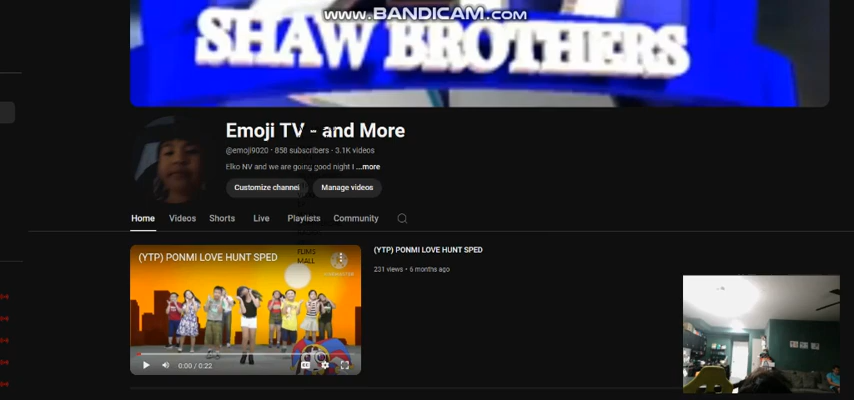 www.BANDICAM.com
SHAW BROTHERS
Emoji TV - and More
@emoji9020 · 858 subscribers · 3.1K videos
Elko NV and we are going good night I ...more
Customize channel
Manage videos
Home
Videos
Shorts
Live
Playlists
Community
FLIMS
MALL
(YTP) PONMI LOVE HUNT SPED
(YTP) PONMI LOVE HUNT SPED
231 views • 6 months ago
0:00 / 0:22